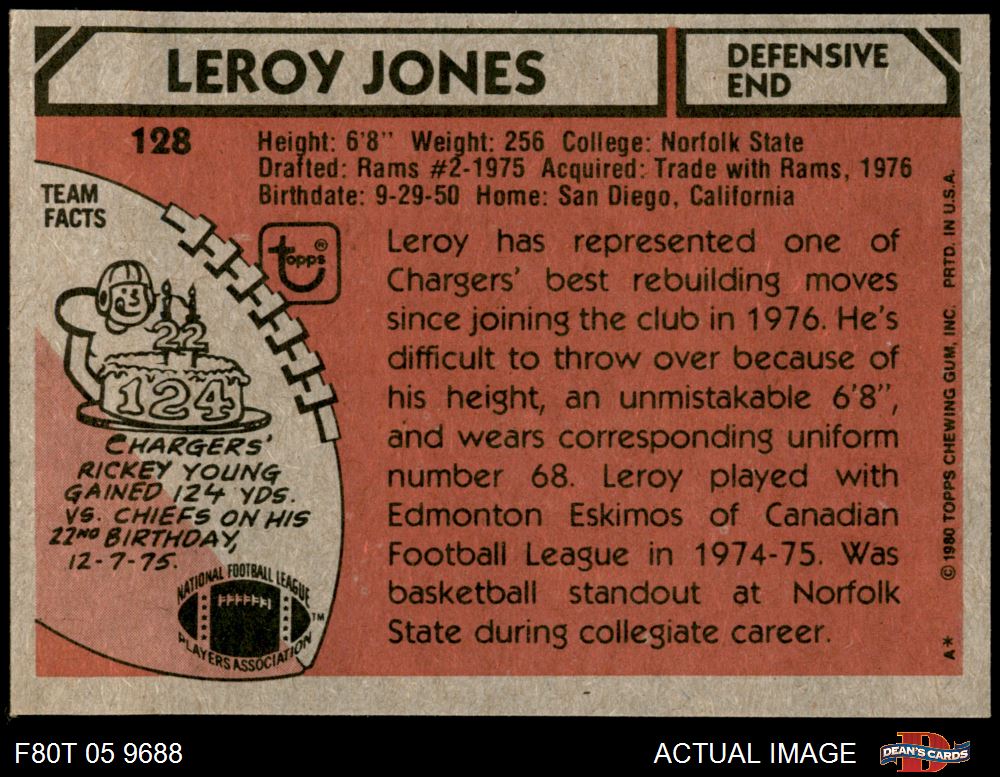 LEROY JONES
DEFENSIVE
END
128
Height: 6'8" Weight: 256 College: Norfolk State
Drafted: Rams #2-1975 Acquired: Trade with Rams, 1976
Birthdate: 9-29-50 Home: San Diego, California
TEAM
FACTS
topps®
22
124
CHARGERS'
RICKEY YOUNG
GAINED 124 YDS.
VS. CHIEFS ON HIS
22ND BIRTHDAY,
12-7-75.
NATIONAL FOOTBALL LEAGUE
PLAYERS ASSOCIATION
TM
Leroy has represented one of
Chargers' best rebuilding moves
since joining the club in 1976. He's
difficult to throw over because of
his height, an unmistakable 6'8",
and wears corresponding uniform
number 68. Leroy played with
Edmonton Eskimos of Canadian
Football League in 1974-75. Was
basketball standout at Norfolk
State during collegiate career.
A* © 1980 TOPPS CHEWING GUM, INC. PRTD. IN U.S.A.
F80T 05 9688
ACTUAL IMAGE
D
DEAN'S CARDS